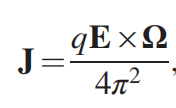 𝐉 = q𝐄 × 𝛀 / 4π²,